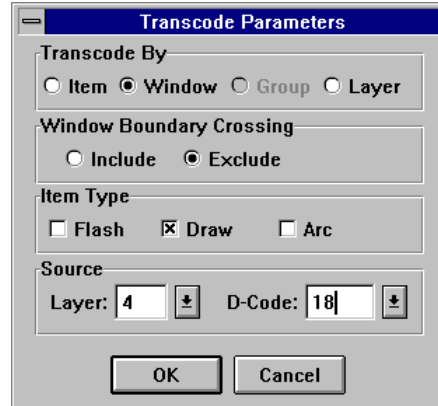 Transcode Parameters
Transcode By
Item Window Group Layer
Window Boundary Crossing
Include Exclude
Item Type
Flash Draw Arc
Source
Layer: 4 D-Code: 18
OK Cancel